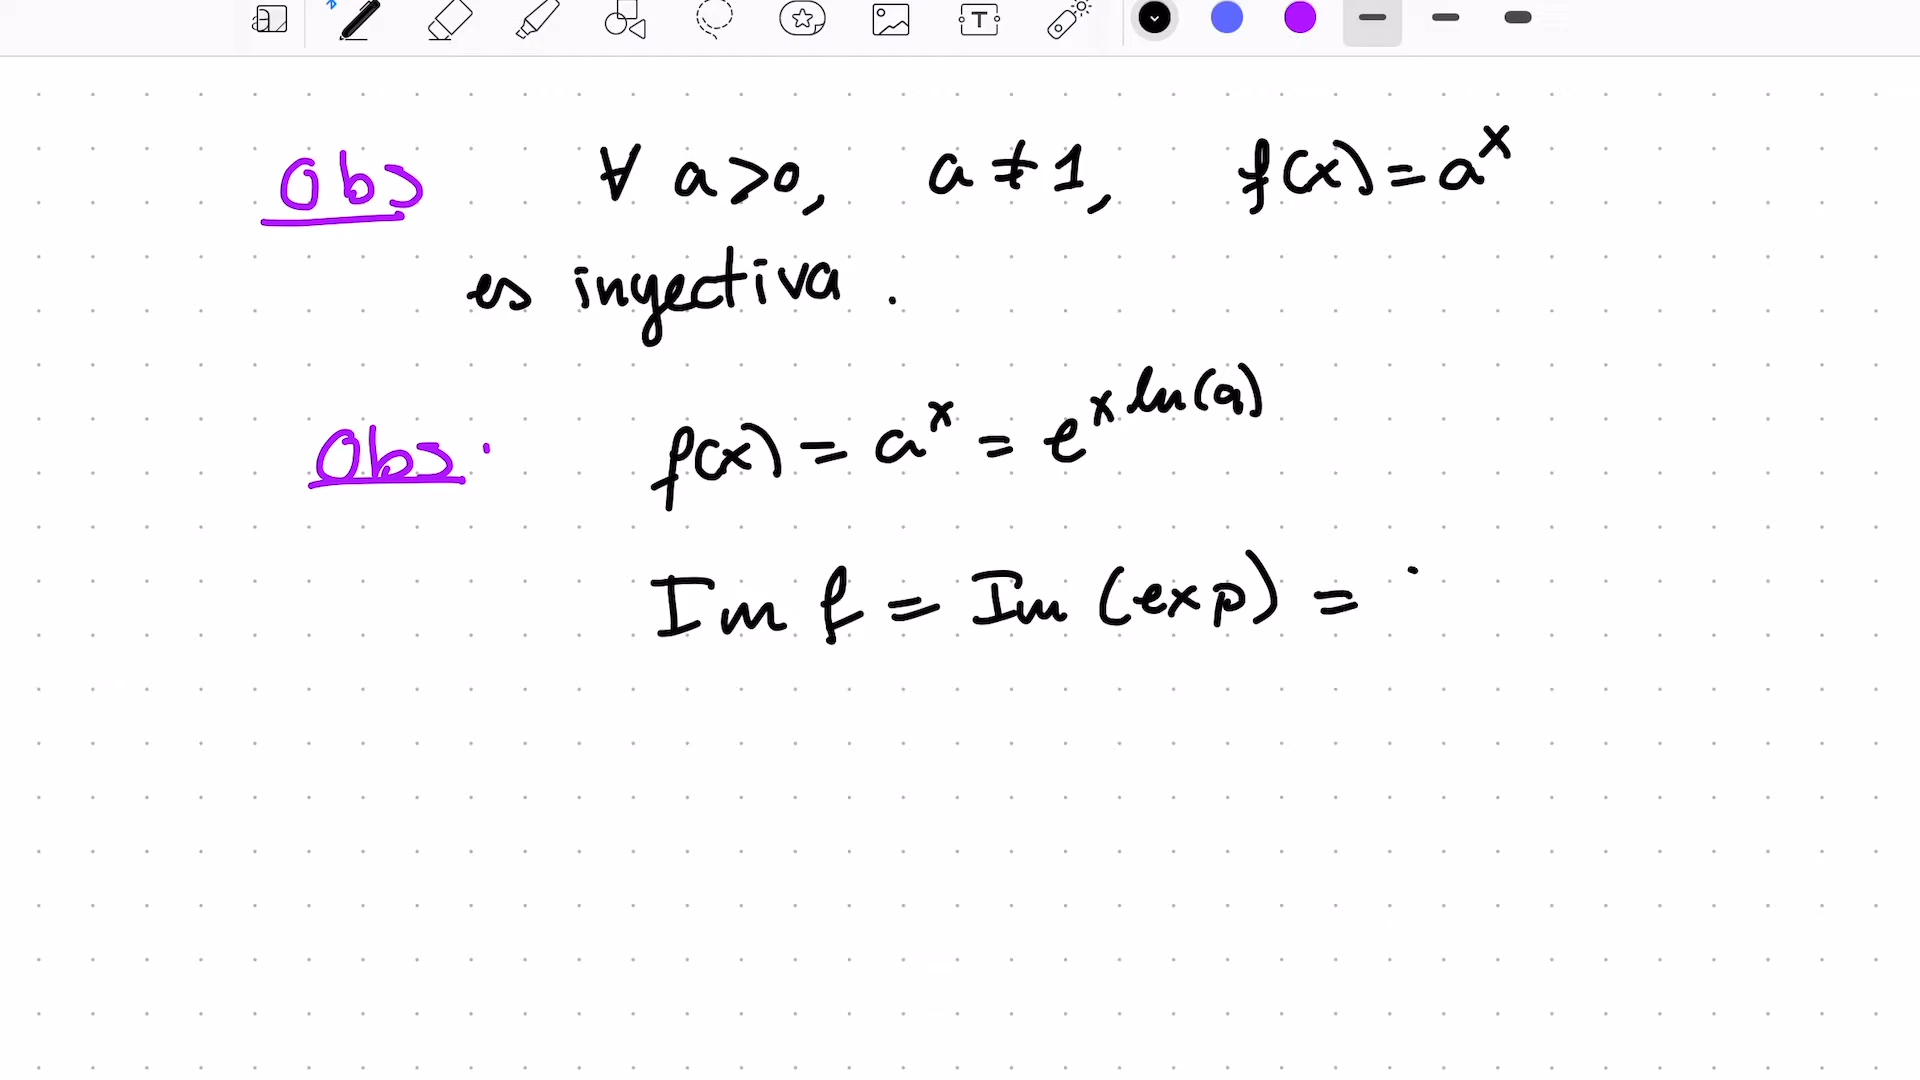 Obs ∀ a>0, a≠1, f(x)=a^x
es inyectiva.
Obs. f(x) = a^x = e^{x ln(a)}
Im f = Im (exp) =